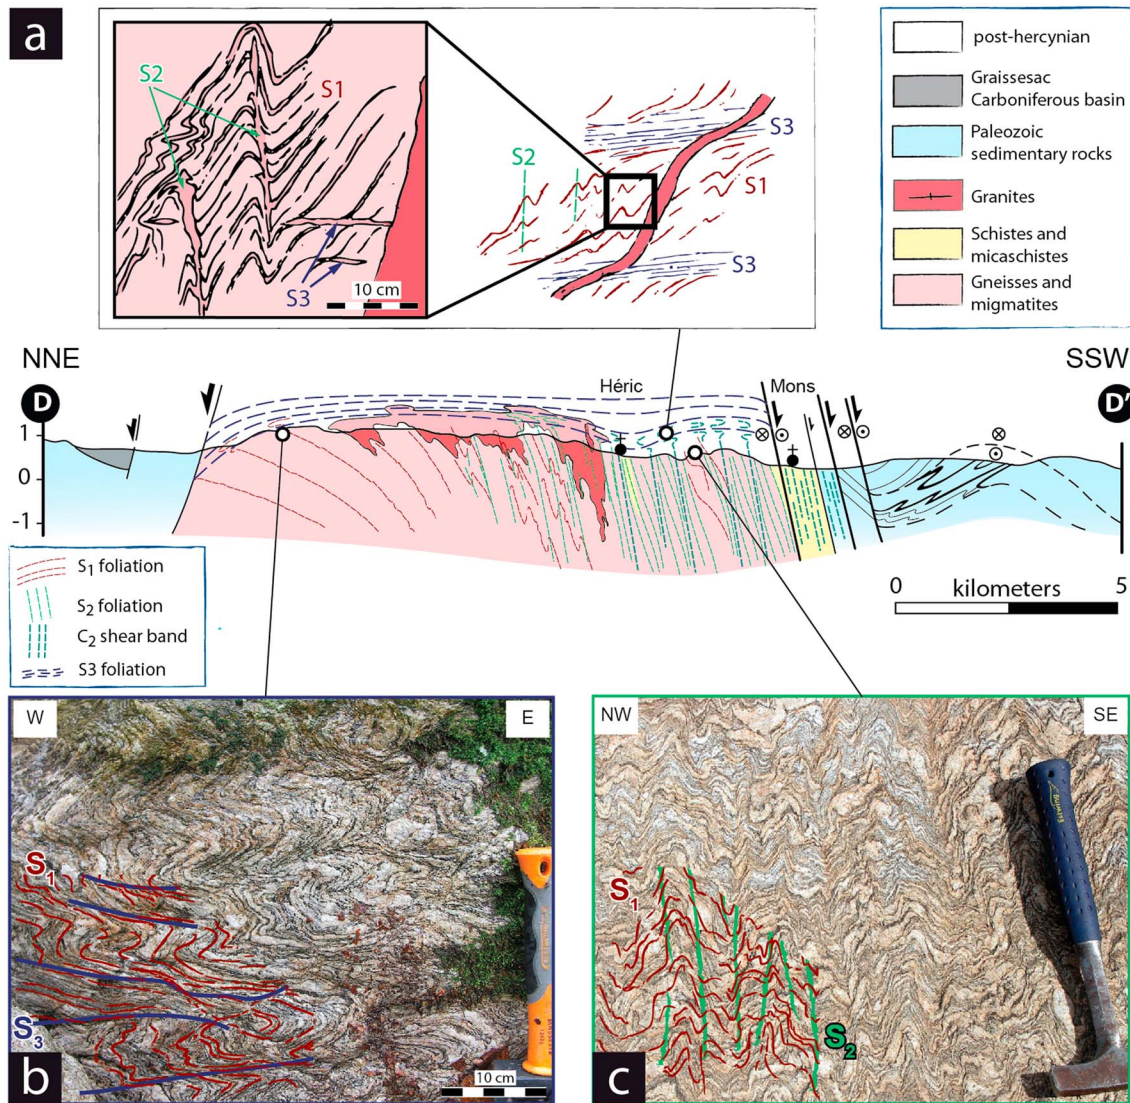 a
S2
S1
S3
10 cm
S3
S2
S1
S3
post-hercynian
Graissesac
Carboniferous basin
Paleozoic
sedimentary rocks
Granites
Schistes and
micaschistes
Gneisses and
migmatites
NNE
SSW
D
D'
Héric
Mons
1
0
-1
S1 foliation
S2 foliation
C2 shear band
S3 foliation
0
kilometers
5
W
E
S1
S3
b
10 cm
NW
SE
S1
S2
c
ESTWING